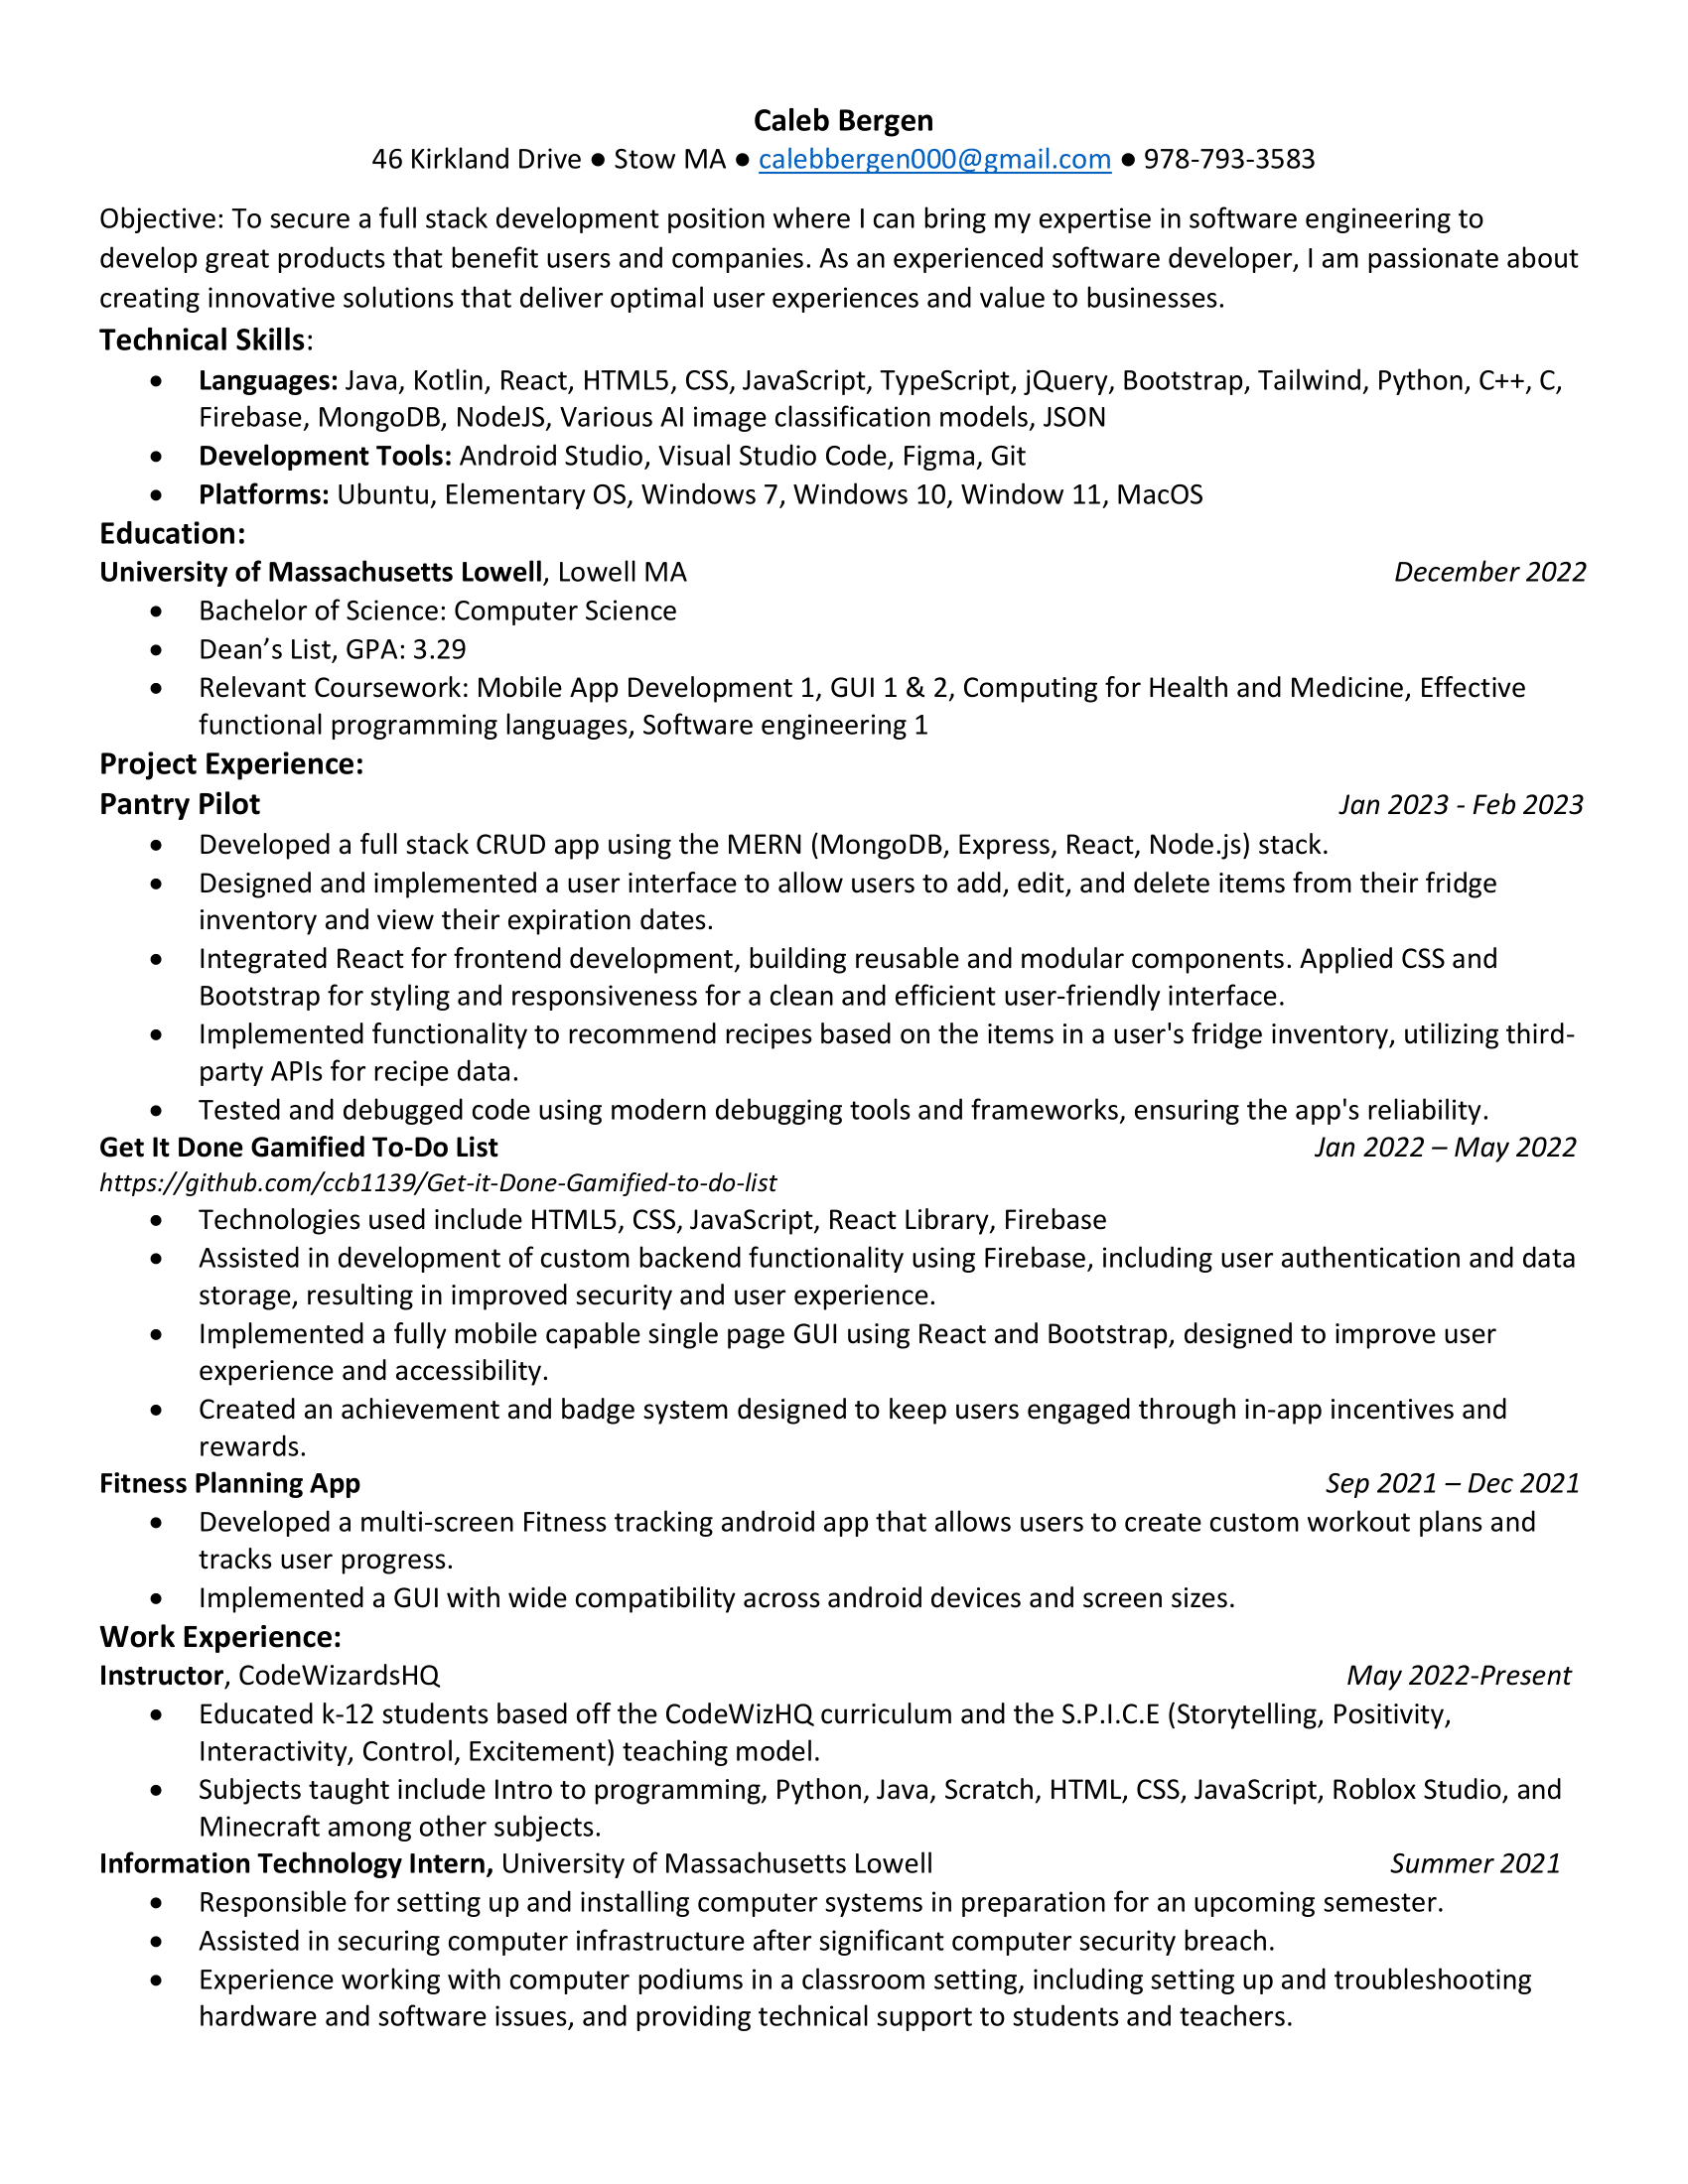 Caleb Bergen
46 Kirkland Drive ● Stow MA ● calebbergen000@gmail.com ● 978-793-3583
Objective: To secure a full stack development position where I can bring my expertise in software engineering to
develop great products that benefit users and companies. As an experienced software developer, I am passionate about
creating innovative solutions that deliver optimal user experiences and value to businesses.
Technical Skills:
• Languages: Java, Kotlin, React, HTML5, CSS, JavaScript, TypeScript, jQuery, Bootstrap, Tailwind, Python, C++, C,
Firebase, MongoDB, NodeJS, Various AI image classification models, JSON
• Development Tools: Android Studio, Visual Studio Code, Figma, Git
• Platforms: Ubuntu, Elementary OS, Windows 7, Windows 10, Window 11, MacOS
Education:
University of Massachusetts Lowell, Lowell MA December 2022
• Bachelor of Science: Computer Science
• Dean’s List, GPA: 3.29
• Relevant Coursework: Mobile App Development 1, GUI 1 & 2, Computing for Health and Medicine, Effective
functional programming languages, Software engineering 1
Project Experience:
Pantry Pilot Jan 2023 - Feb 2023
• Developed a full stack CRUD app using the MERN (MongoDB, Express, React, Node.js) stack.
• Designed and implemented a user interface to allow users to add, edit, and delete items from their fridge
inventory and view their expiration dates.
• Integrated React for frontend development, building reusable and modular components. Applied CSS and
Bootstrap for styling and responsiveness for a clean and efficient user-friendly interface.
• Implemented functionality to recommend recipes based on the items in a user's fridge inventory, utilizing third-
party APIs for recipe data.
• Tested and debugged code using modern debugging tools and frameworks, ensuring the app's reliability.
Get It Done Gamified To-Do List Jan 2022 – May 2022
https://github.com/ccb1139/Get-it-Done-Gamified-to-do-list
• Technologies used include HTML5, CSS, JavaScript, React Library, Firebase
• Assisted in development of custom backend functionality using Firebase, including user authentication and data
storage, resulting in improved security and user experience.
• Implemented a fully mobile capable single page GUI using React and Bootstrap, designed to improve user
experience and accessibility.
• Created an achievement and badge system designed to keep users engaged through in-app incentives and
rewards.
Fitness Planning App Sep 2021 – Dec 2021
• Developed a multi-screen Fitness tracking android app that allows users to create custom workout plans and
tracks user progress.
• Implemented a GUI with wide compatibility across android devices and screen sizes.
Work Experience:
Instructor, CodeWizardsHQ May 2022-Present
• Educated k-12 students based off the CodeWizHQ curriculum and the S.P.I.C.E (Storytelling, Positivity,
Interactivity, Control, Excitement) teaching model.
• Subjects taught include Intro to programming, Python, Java, Scratch, HTML, CSS, JavaScript, Roblox Studio, and
Minecraft among other subjects.
Information Technology Intern, University of Massachusetts Lowell Summer 2021
• Responsible for setting up and installing computer systems in preparation for an upcoming semester.
• Assisted in securing computer infrastructure after significant computer security breach.
• Experience working with computer podiums in a classroom setting, including setting up and troubleshooting
hardware and software issues, and providing technical support to students and teachers.